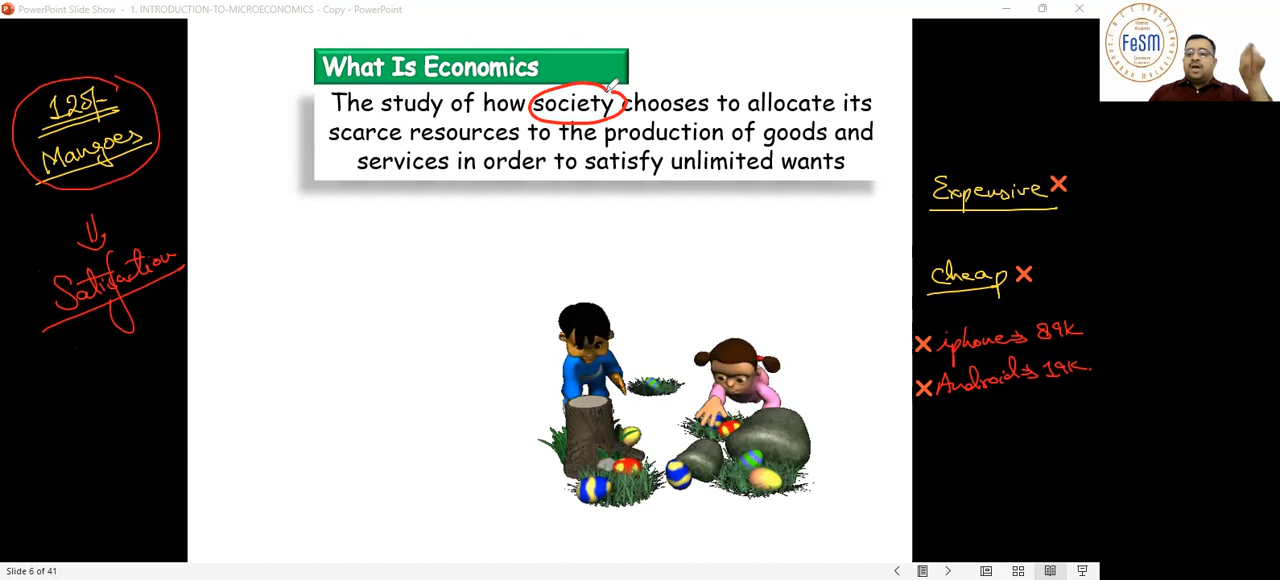 PowerPoint Slide Show - 1. INTRODUCTION-TO-MICROECONOMICS - Copy - PowerPoint
FeSM
What Is Economics
The study of how society chooses to allocate its
scarce resources to the production of goods and
services in order to satisfy unlimited wants
Mangoes
Satisfaction
Expensive
Cheap
iphone → 89K
Android → 19K.
Slide 6 of 41